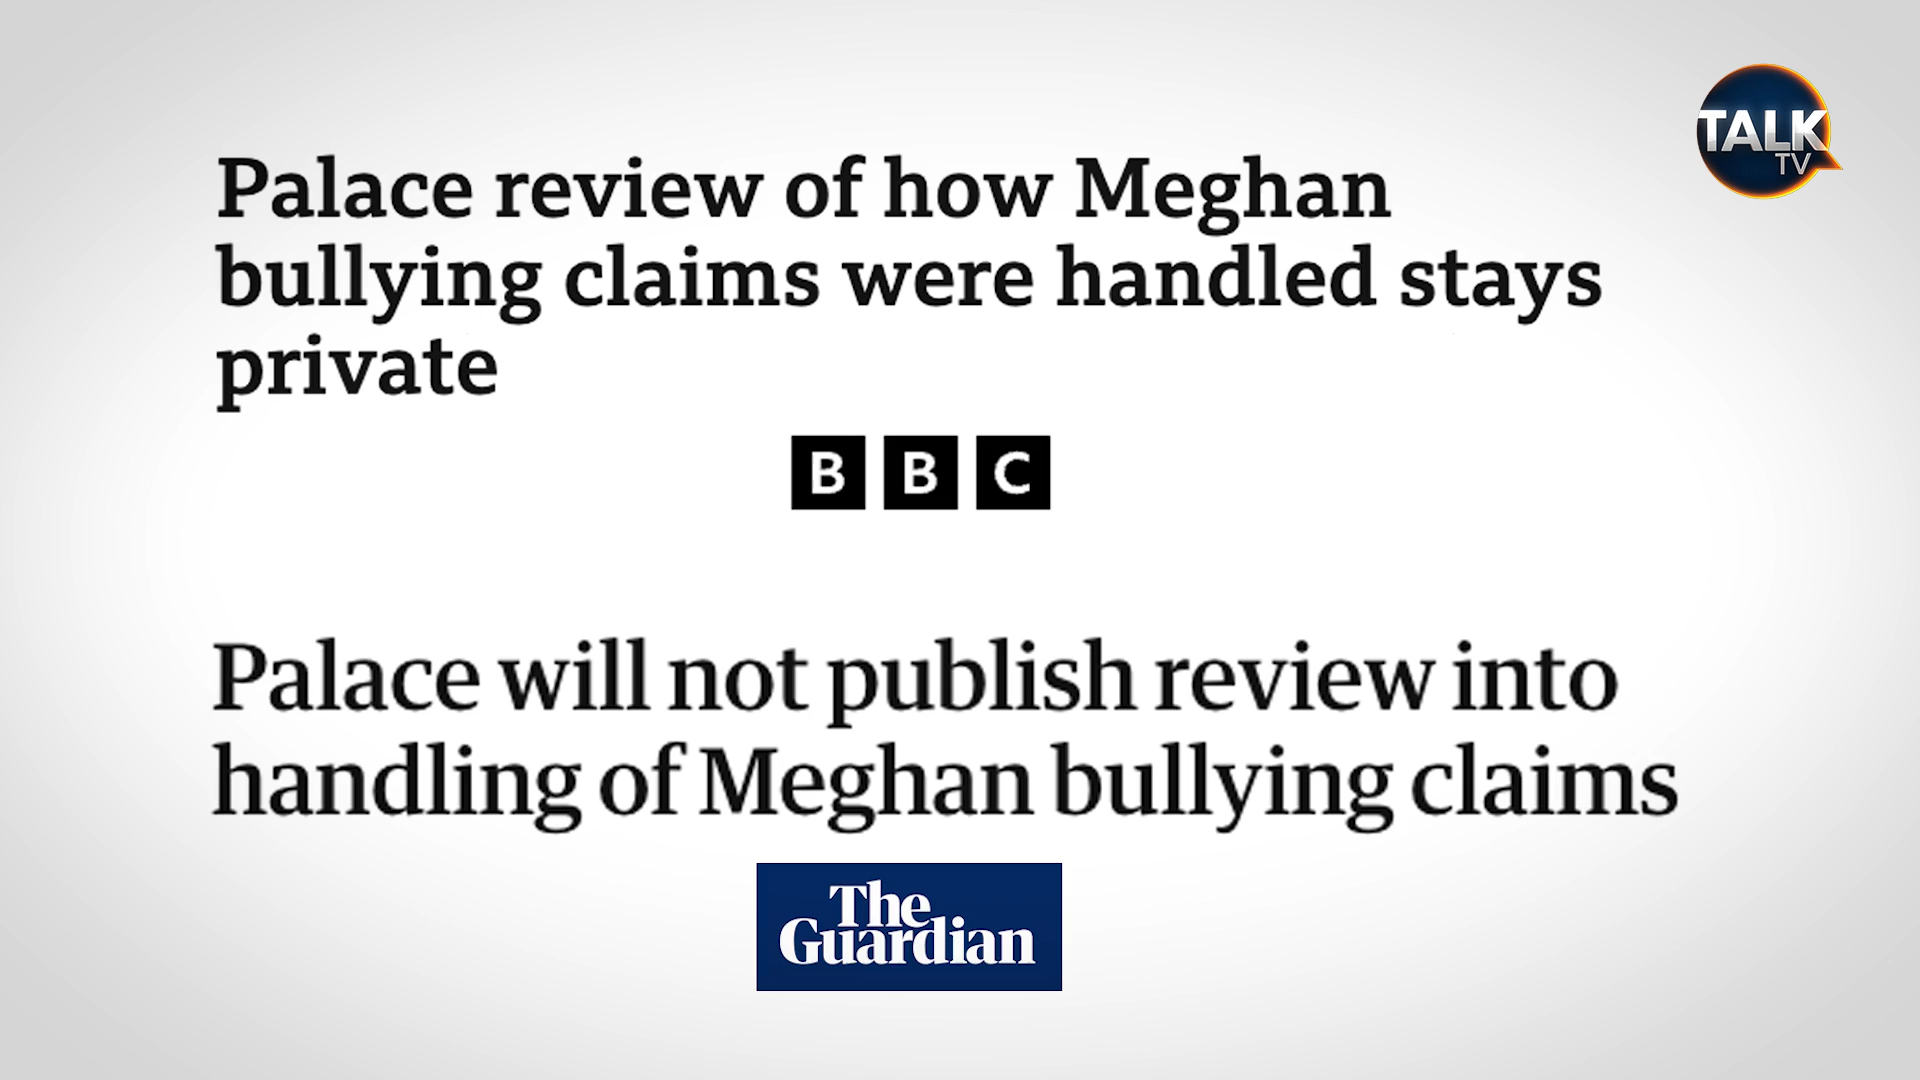 TALK
TV
Palace review of how Meghan
bullying claims were handled stays
private
BBC
Palace will not publish review into
handling of Meghan bullying claims
The
Guardian